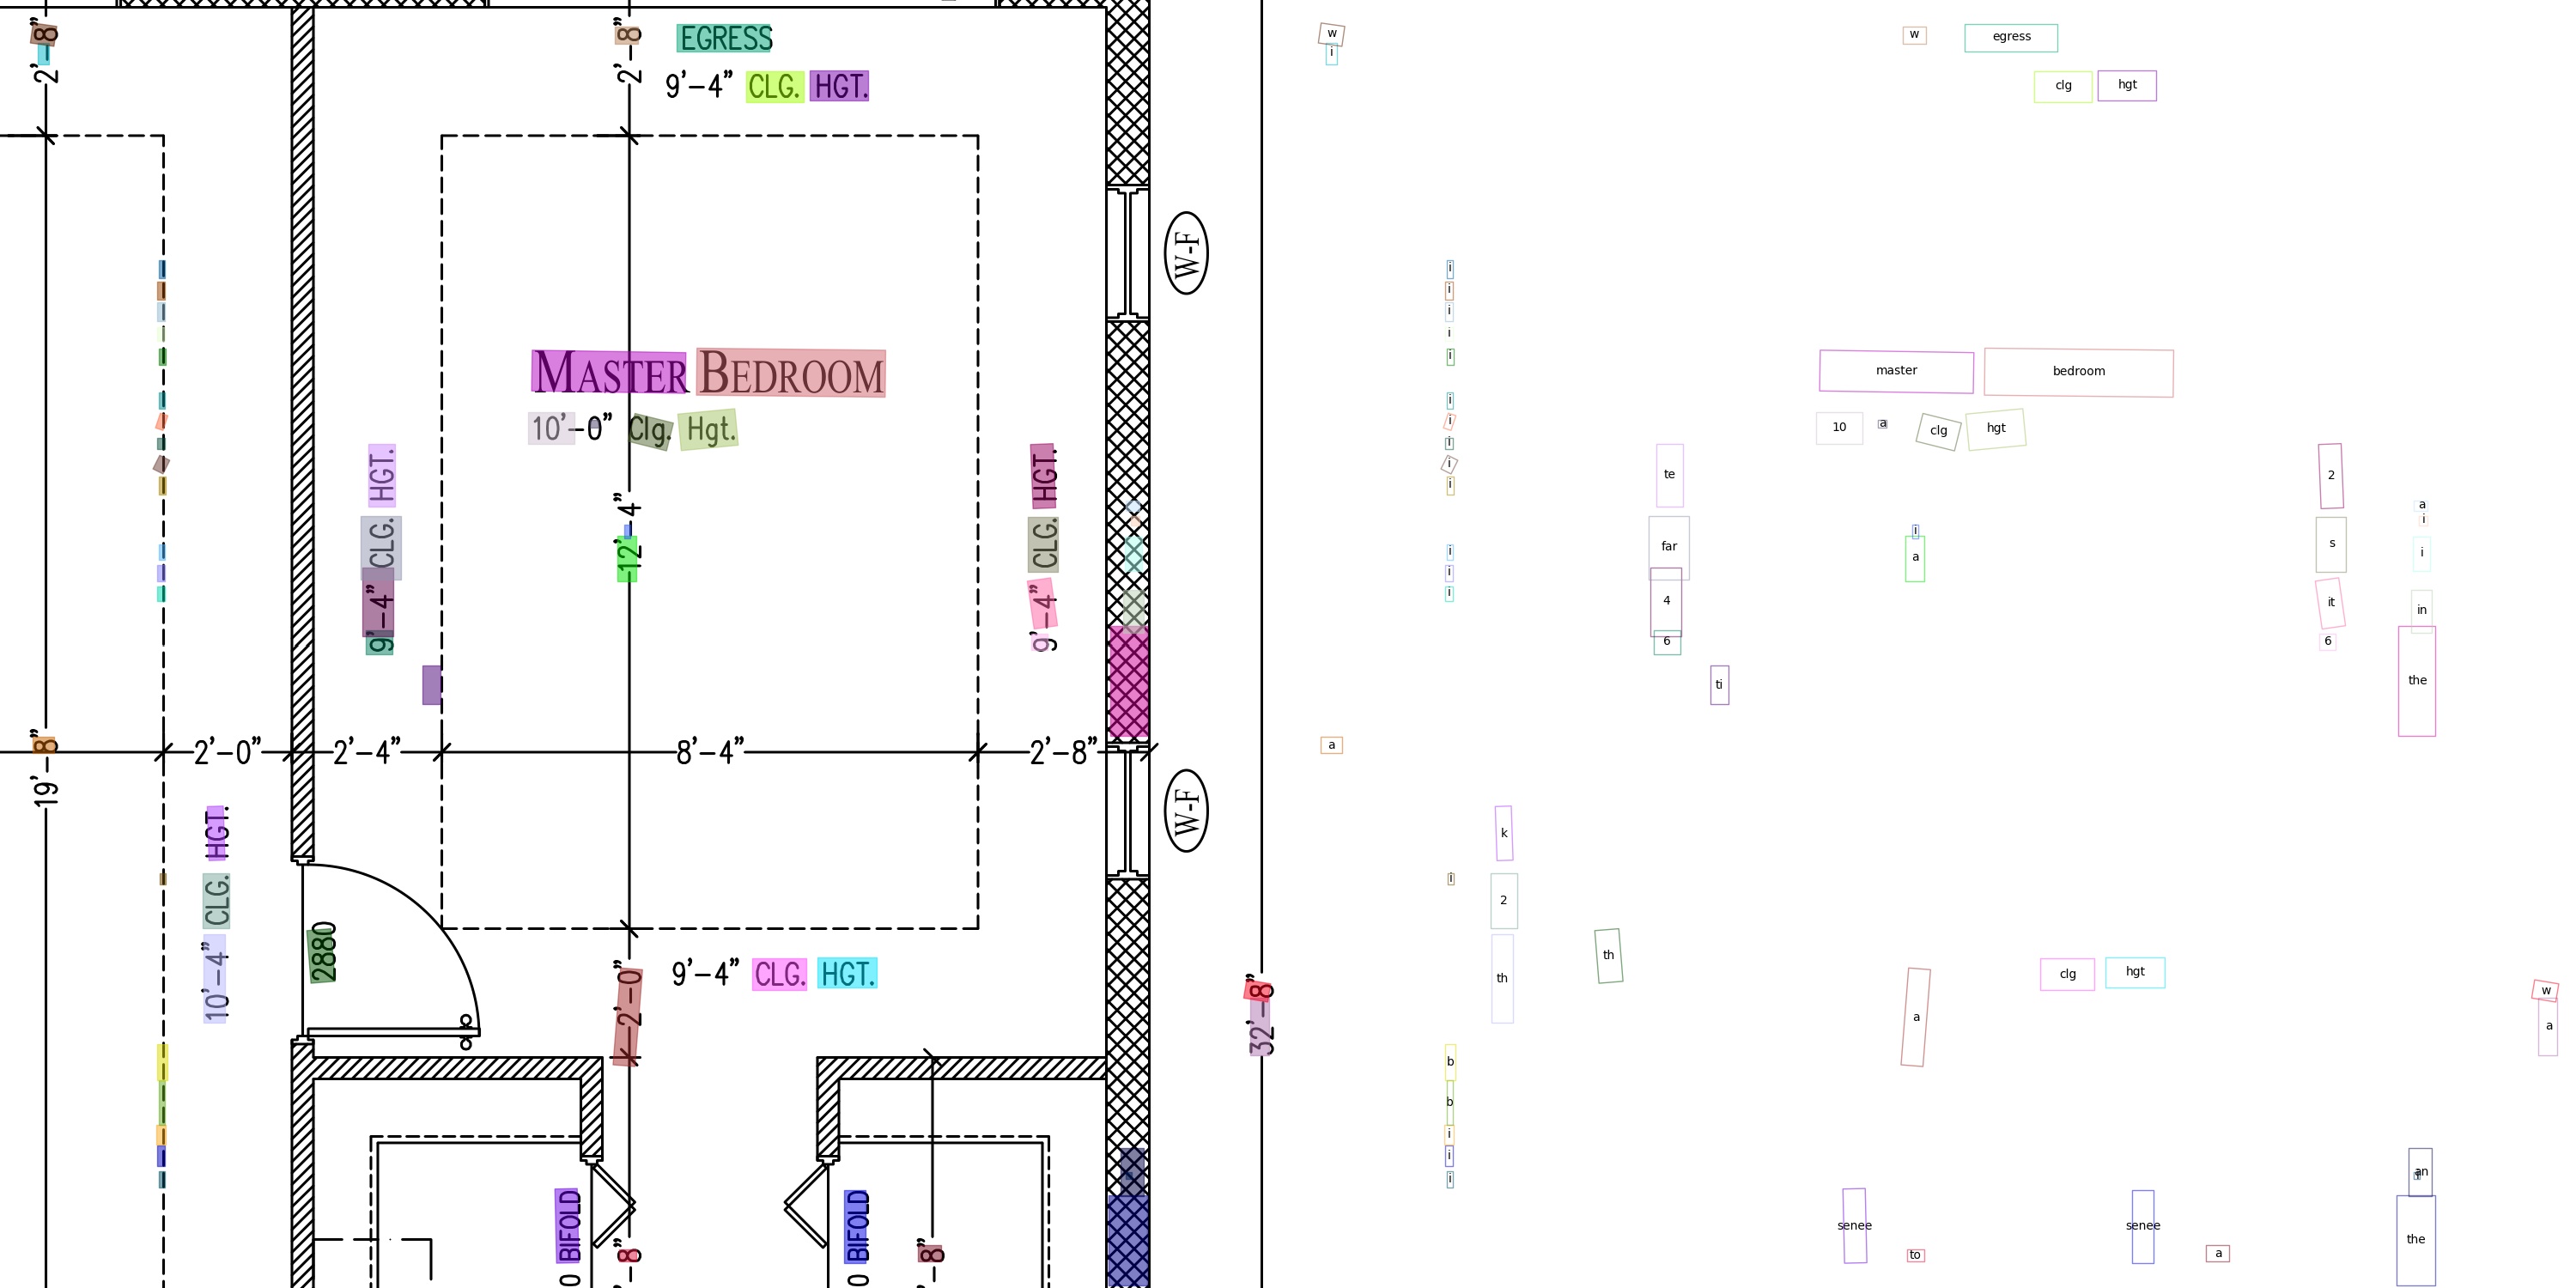 2'-8"
2'-8"
EGRESS
9'-4" CLG. HGT.
W-F
MASTER BEDROOM
10'-0" Clg. Hgt.
9'-4" CLG. HGT.
12'-4"
9'-4" CLG. HGT.
19'-8"
2'-0"
2'-4"
8'-4"
2'-8"
W-F
10'-4" CLG. HGT.
2880
2'-0"
9'-4" CLG. HGT.
32'-8"
BIFOLD
BIFOLD
w
i
w
egress
clg
hgt
i
i
i
i
i
i
i
i
i
i
i
i
i
master
bedroom
10
a
clg
hgt
te
far
4
6
ti
i
a
2
s
it
6
a
i
i
in
the
a
k
2
th
i
th
a
clg
hgt
w
a
b
b
i
i
i
senee
to
senee
a
an
the